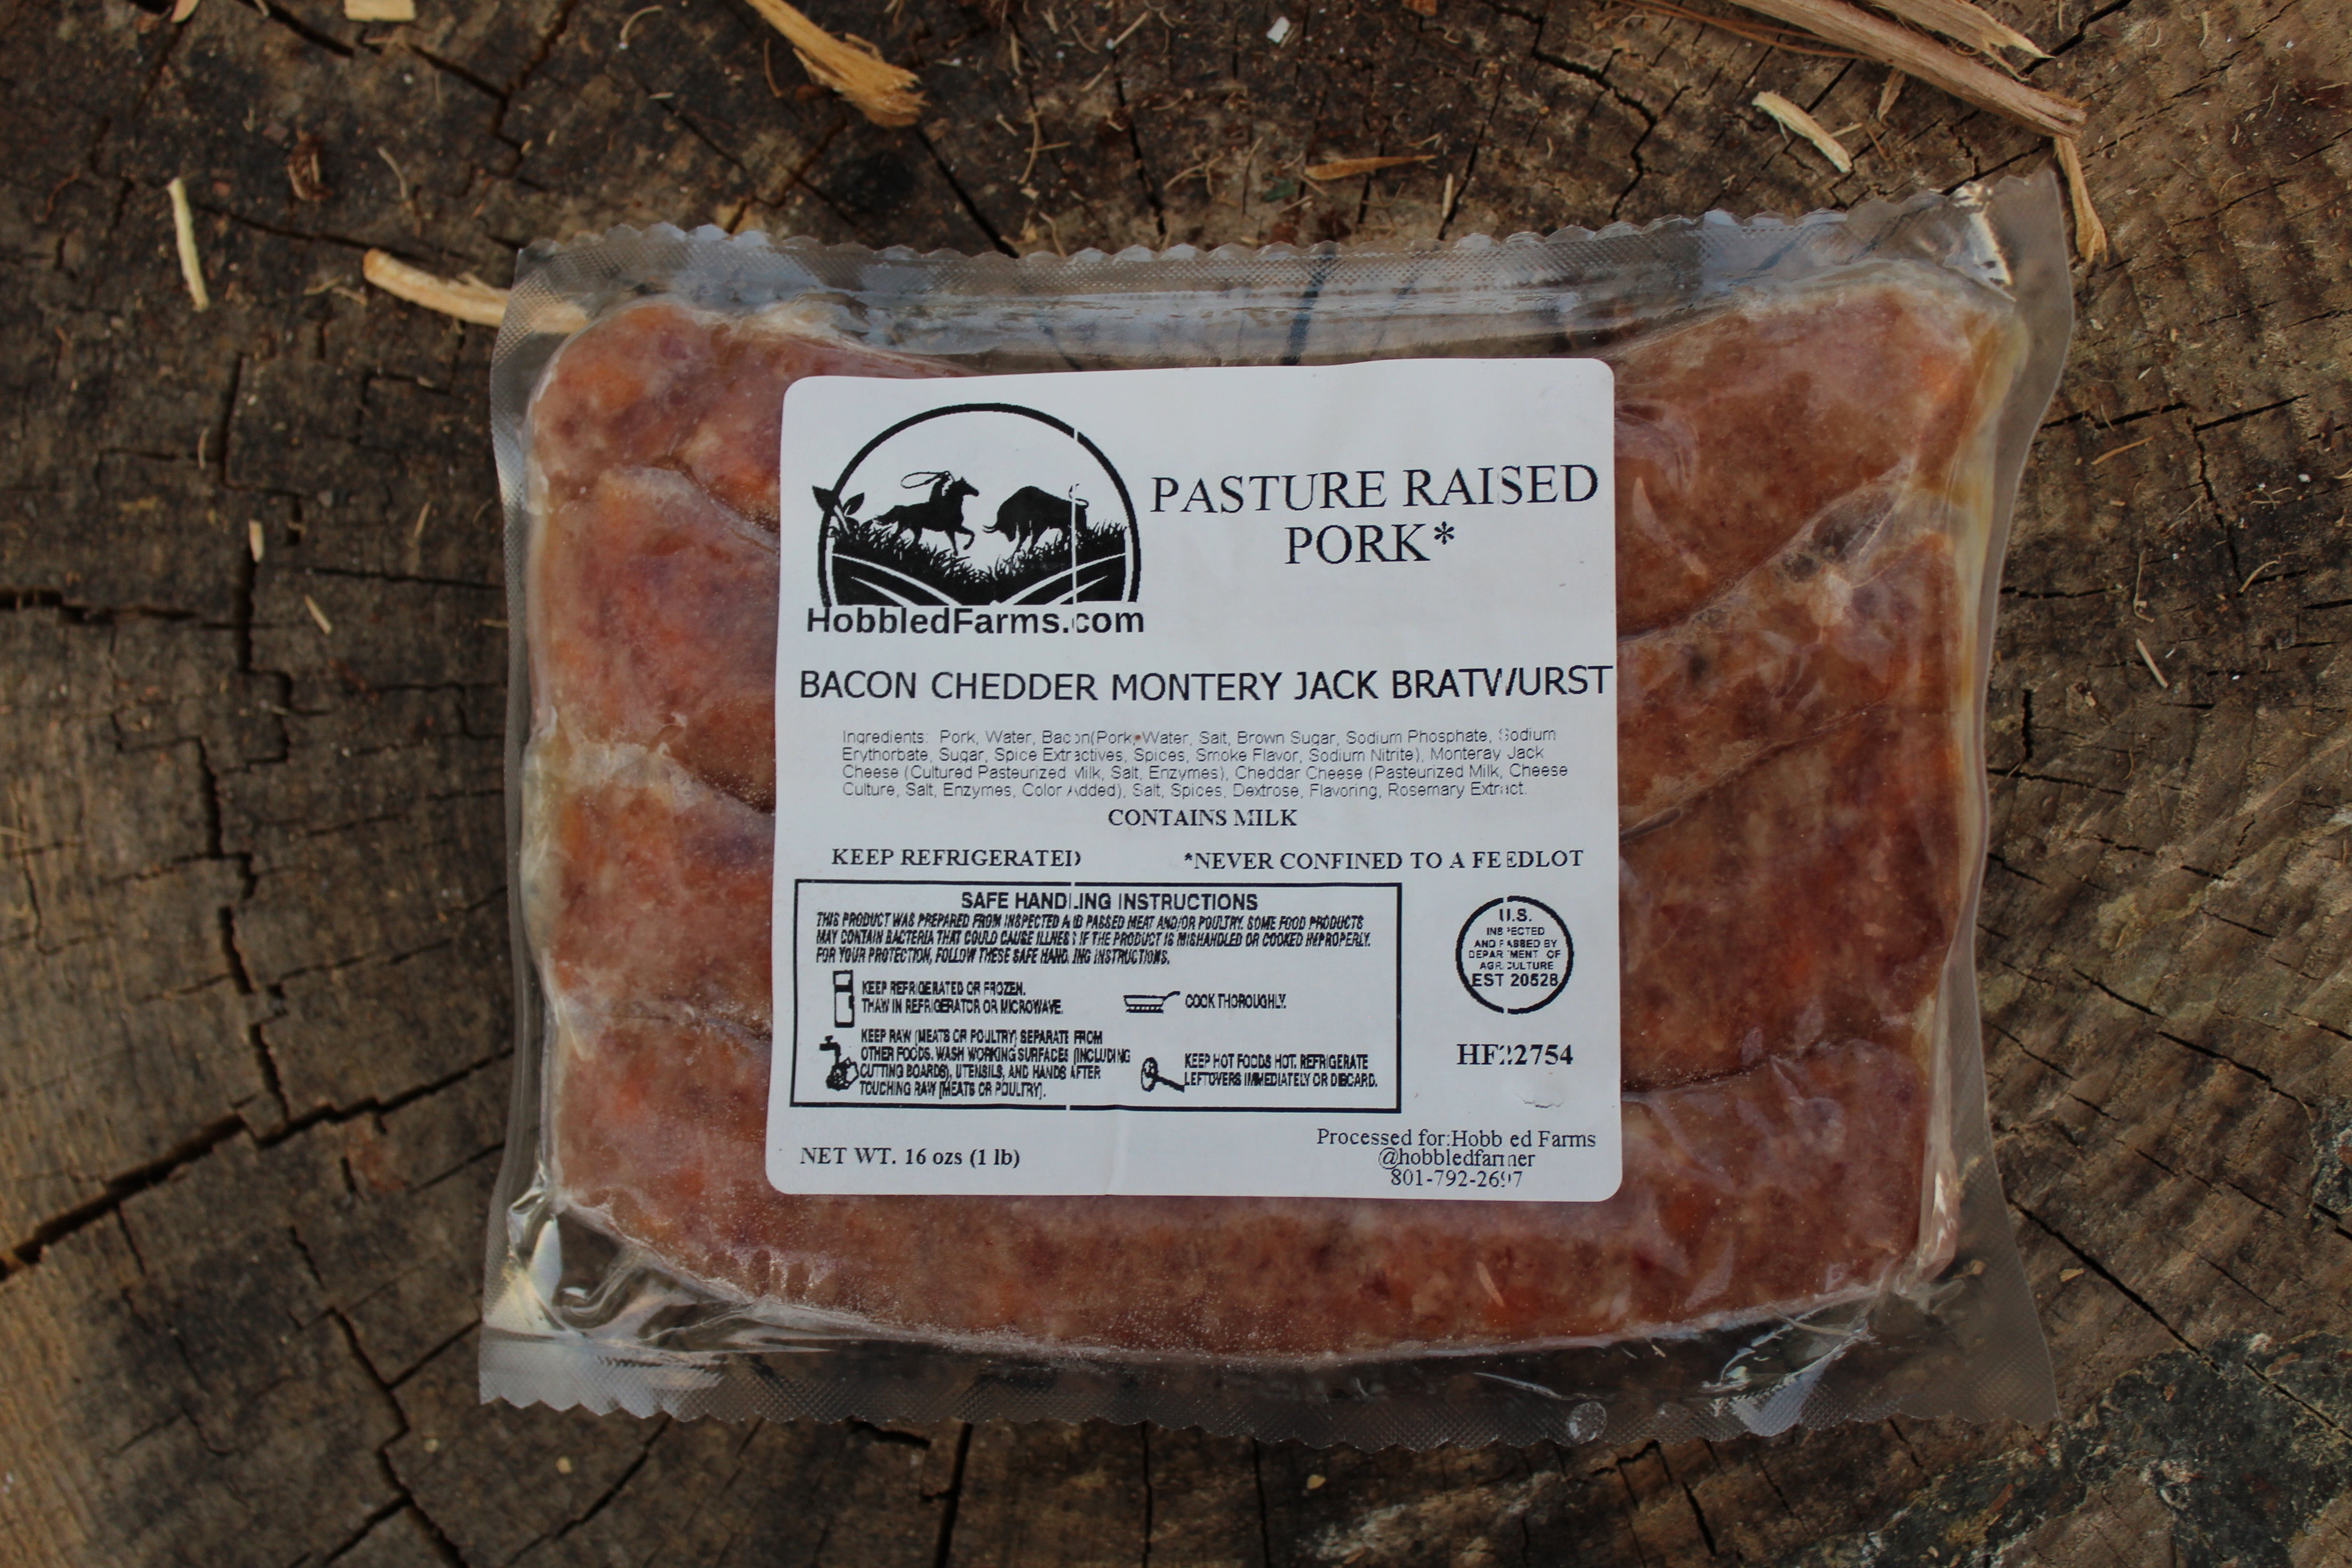 PASTURE RAISED
PORK*
HobbledFarms.com
BACON CHEDDER MONTERY JACK BRATWURST
Ingredients: Pork, Water, Bacon(Pork, Water, Salt, Brown Sugar, Sodium Phosphate, Sodium
Erythorbate, Sugar, Spice Extractives, Spices, Smoke Flavor, Sodium Nitrite), Monteray Jack
Cheese (Cultured Pasteurized Milk, Salt, Enzymes), Cheddar Cheese (Pasteurized Milk, Cheese
Culture, Salt, Enzymes, Color Added), Salt, Spices, Dextrose, Flavoring, Rosemary Extract.
CONTAINS MILK
KEEP REFRIGERATED
*NEVER CONFINED TO A FEEDLOT
SAFE HANDLING INSTRUCTIONS
THIS PRODUCT WAS PREPARED FROM INSPECTED AND PASSED MEAT AND/OR POULTRY. SOME FOOD PRODUCTS
MAY CONTAIN BACTERIA THAT COULD CAUSE ILLNESS IF THE PRODUCT IS MISHANDLED OR COOKED IMPROPERLY.
FOR YOUR PROTECTION, FOLLOW THESE SAFE HANDLING INSTRUCTIONS.
KEEP REFRIGERATED OR FROZEN.
THAW IN REFRIGERATOR OR MICROWAVE.
COOK THOROUGHLY.
KEEP RAW (MEATS OR POULTRY) SEPARATE FROM
OTHER FOODS. WASH WORKING SURFACES (INCLUDING
CUTTING BOARDS), UTENSILS, AND HANDS AFTER
TOUCHING RAW (MEATS OR POULTRY).
KEEP HOT FOODS HOT. REFRIGERATE
LEFTOVERS IMMEDIATELY OR DISCARD.
U.S.
INSPECTED
AND PASSED BY
DEPARTMENT OF
AGRICULTURE
EST 20528
HF22754
NET WT. 16 ozs (1 lb)
Processed for:Hobbled Farms
@hobbledfarmer
801-792-2697